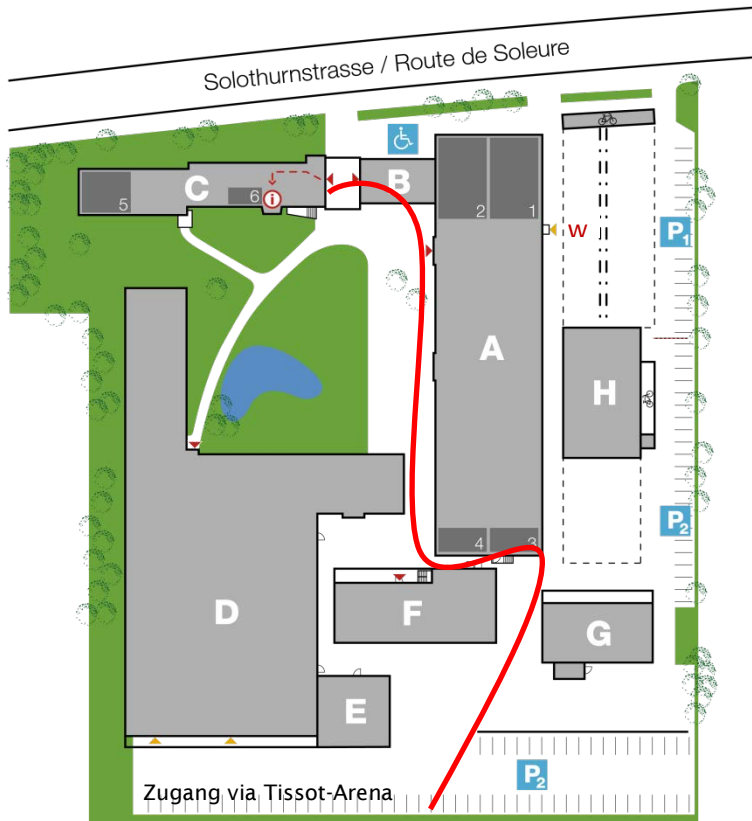 Solothurnstrasse / Route de Soleure
B
C
5
6
i
2
1
W
P1
A
H
4
3
P2
D
F
G
E
P2
Zugang via Tissot-Arena